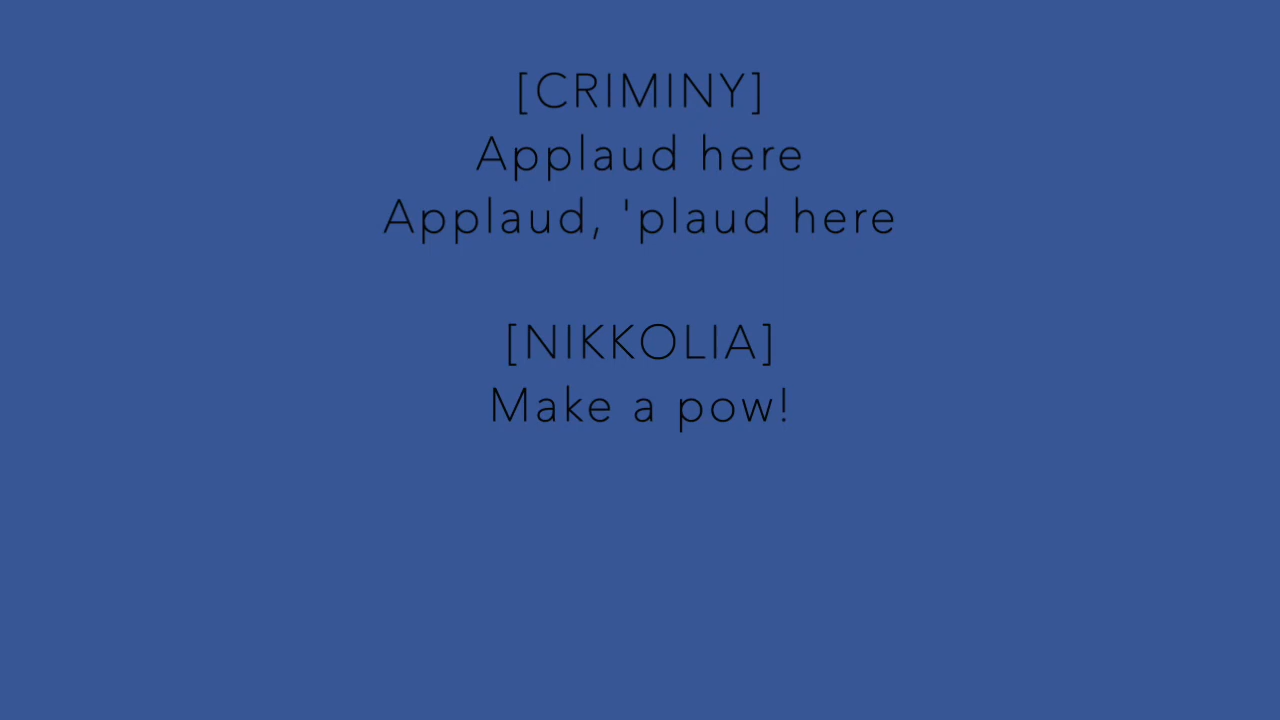 [CRIMINY]
Applaud here
Applaud, 'plaud here
[NIKKOLIA]
Make a pow!